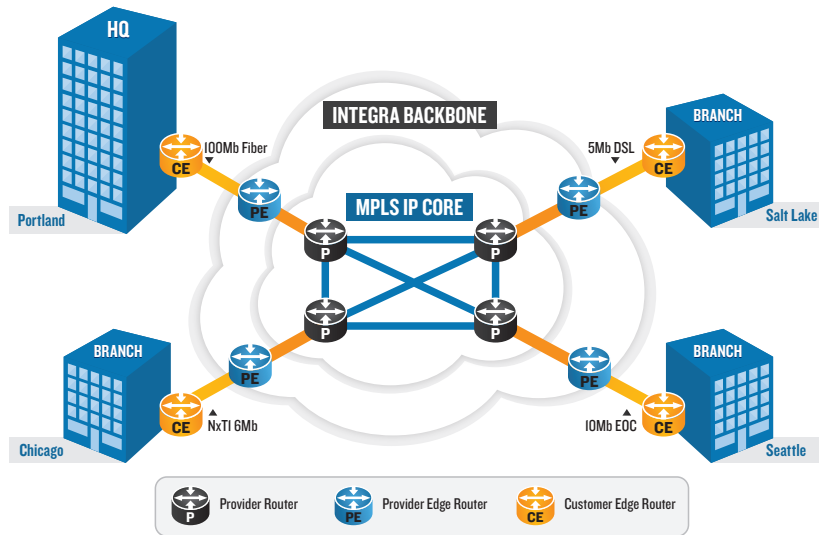 HQ
INTEGRA BACKBONE
BRANCH
100Mb Fiber
5Mb DSL
CE
CE
PE
PE
MPLS IP CORE
Portland
Salt Lake
P
P
P
P
BRANCH
BRANCH
PE
PE
CE
NxT1 6Mb
10Mb EOC
CE
Chicago
Seattle
P
Provider Router
PE
Provider Edge Router
CE
Customer Edge Router